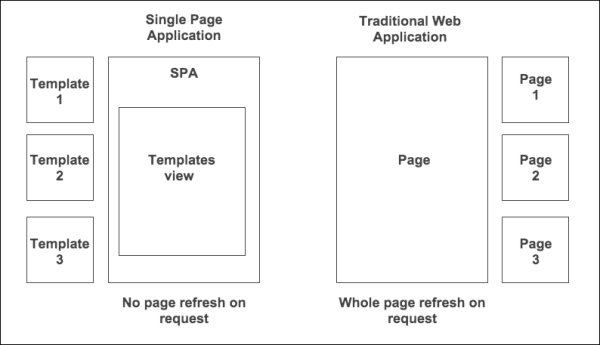 Single Page
Application
Template
1
Template
2
Template
3
SPA
Templates
view
No page refresh on
request
Traditional Web
Application
Page
Page
1
Page
2
Page
3
Whole page refresh on
request